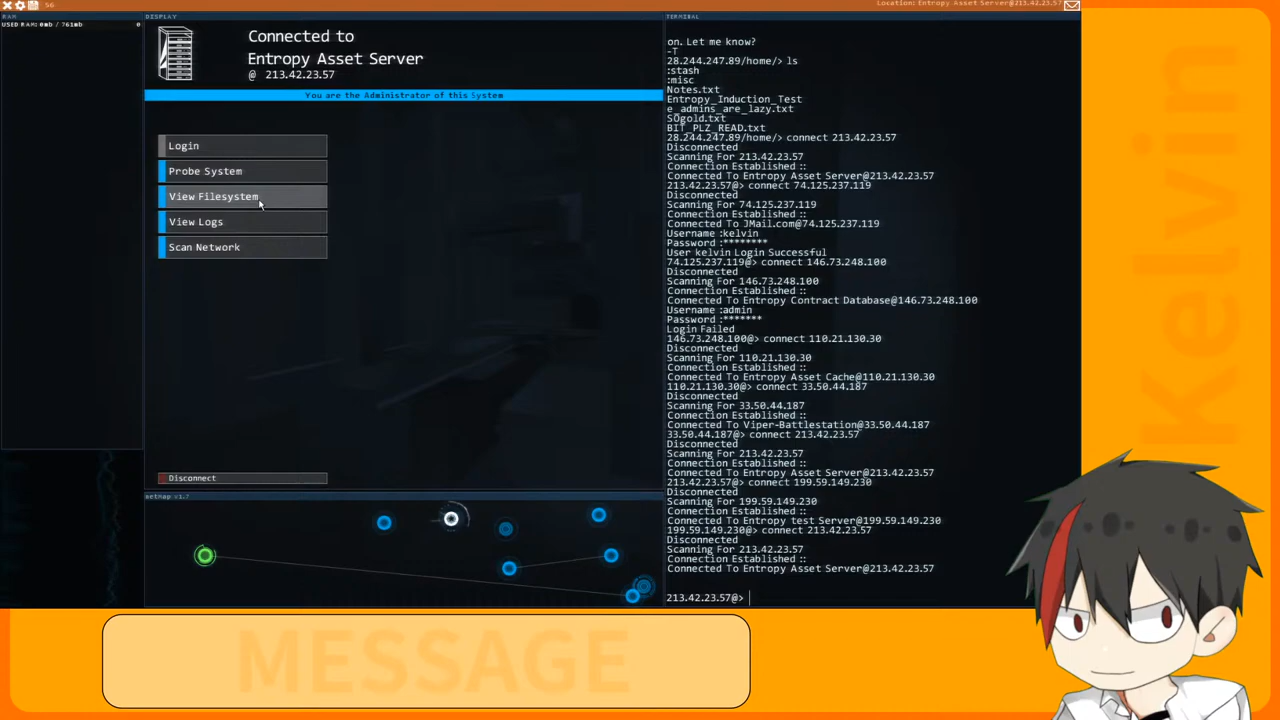 56
Location: Entropy Asset Server@213.42.23.57
RAM
USED RAM: 0mb / 761mb
0
DISPLAY
Connected to
Entropy Asset Server
@ 213.42.23.57
You are the Administrator of this System
Login
Probe System
View Filesystem
View Logs
Scan Network
Disconnect
netmap v1.7
TERMINAL
on. Let me know?
-T
28.244.247.89/home/> ls
:stash
:misc
Notes.txt
Entropy_Induction_Test
e_admins_are_lazy.txt
SOgold.txt
BIT_PLZ_READ.txt
28.244.247.89/home/> connect 213.42.23.57
Disconnected
Scanning For 213.42.23.57
Connection Established ::
Connected To Entropy Asset Server@213.42.23.57
213.42.23.57@> connect 74.125.237.119
Disconnected
Scanning For 74.125.237.119
Connection Established ::
Connected To JMail.com@74.125.237.119
Username :kelvin
Password :********
User kelvin Login Successful
74.125.237.119@> connect 146.73.248.100
Disconnected
Scanning For 146.73.248.100
Connection Established ::
Connected To Entropy Contract Database@146.73.248.100
Username :admin
Password :*******
Login Failed
146.73.248.100@> connect 110.21.130.30
Disconnected
Scanning For 110.21.130.30
Connection Established ::
Connected To Entropy Asset Cache@110.21.130.30
110.21.130.30@> connect 33.50.44.187
Disconnected
Scanning For 33.50.44.187
Connection Established ::
Connected To Viper-Battlestation@33.50.44.187
33.50.44.187@> connect 213.42.23.57
Disconnected
Scanning For 213.42.23.57
Connection Established ::
Connected To Entropy Asset Server@213.42.23.57
213.42.23.57@> connect 199.59.149.230
Disconnected
Scanning For 199.59.149.230
Connection Established ::
Connected To Entropy test Server@199.59.149.230
199.59.149.230@> connect 213.42.23.57
Disconnected
Scanning For 213.42.23.57
Connection Established ::
Connected To Entropy Asset Server@213.42.23.57
213.42.23.57@>
Kelvin
MESSAGE